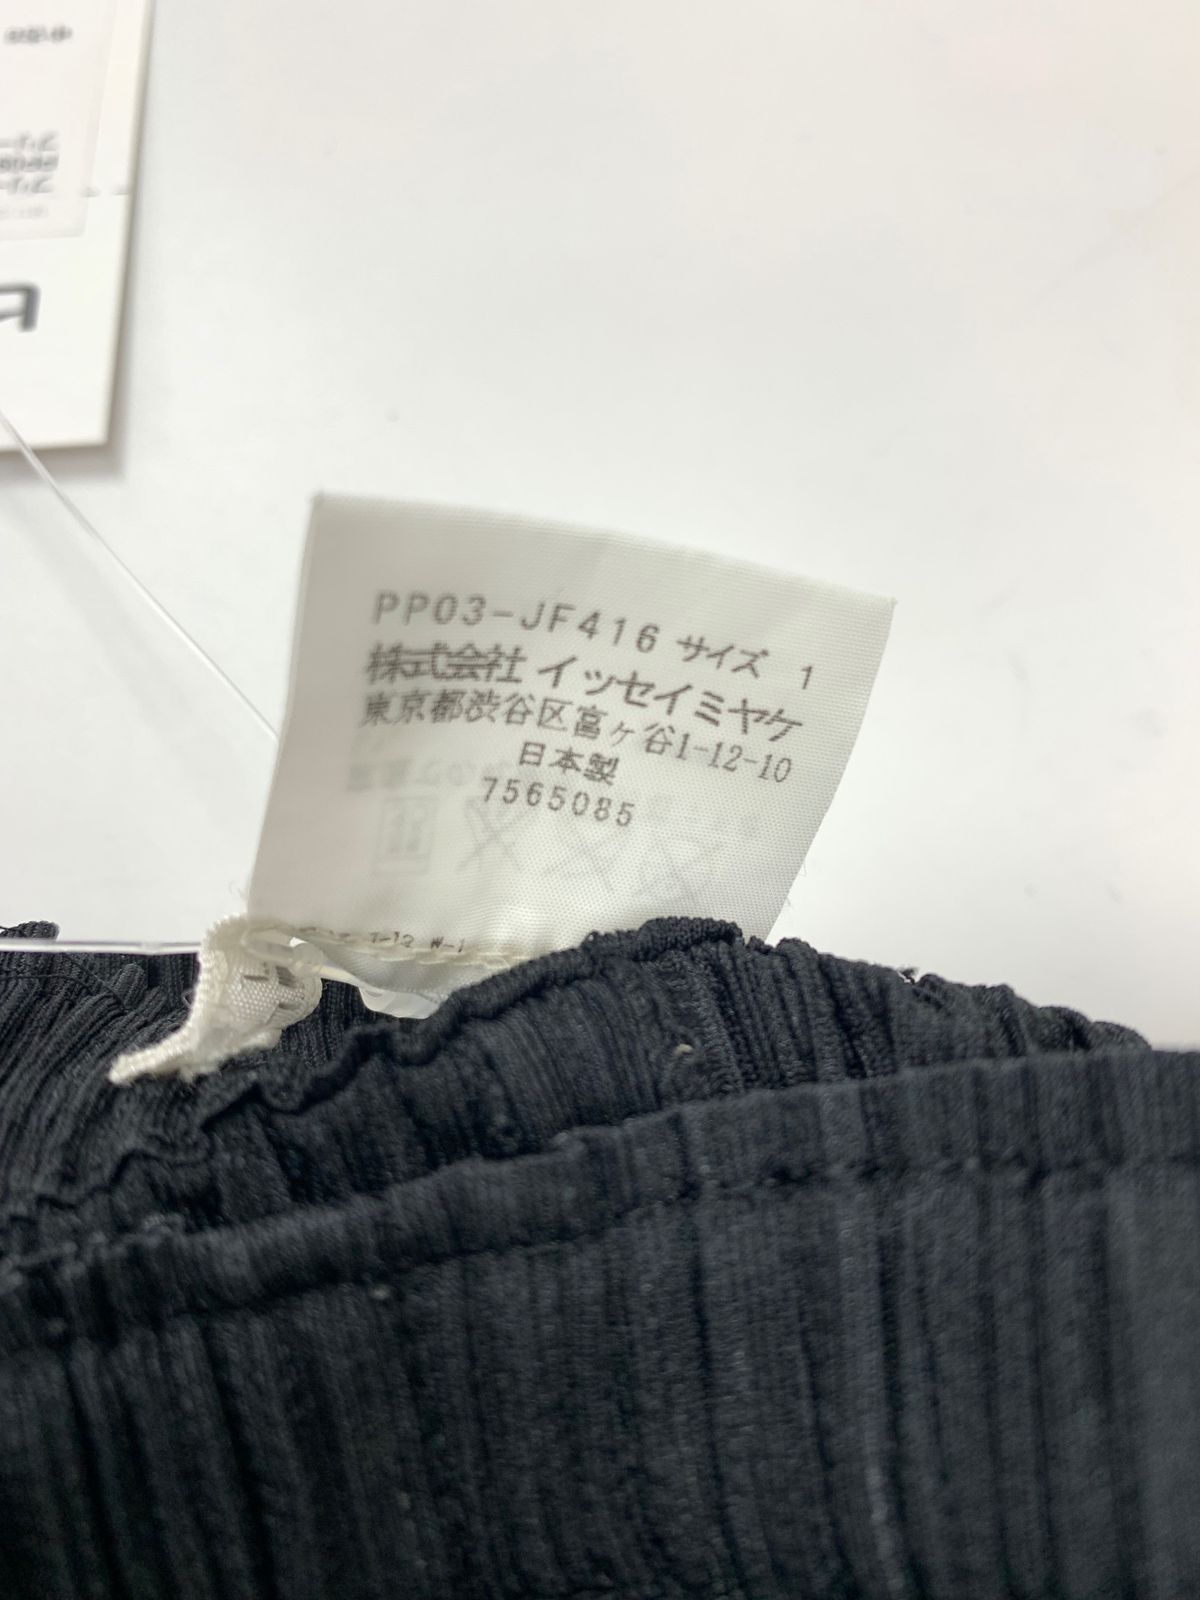 PP03-JF416 サイズ 1
株式会社 イッセイミヤケ
東京都渋谷区富ヶ谷1-12-10
日本製
7565085